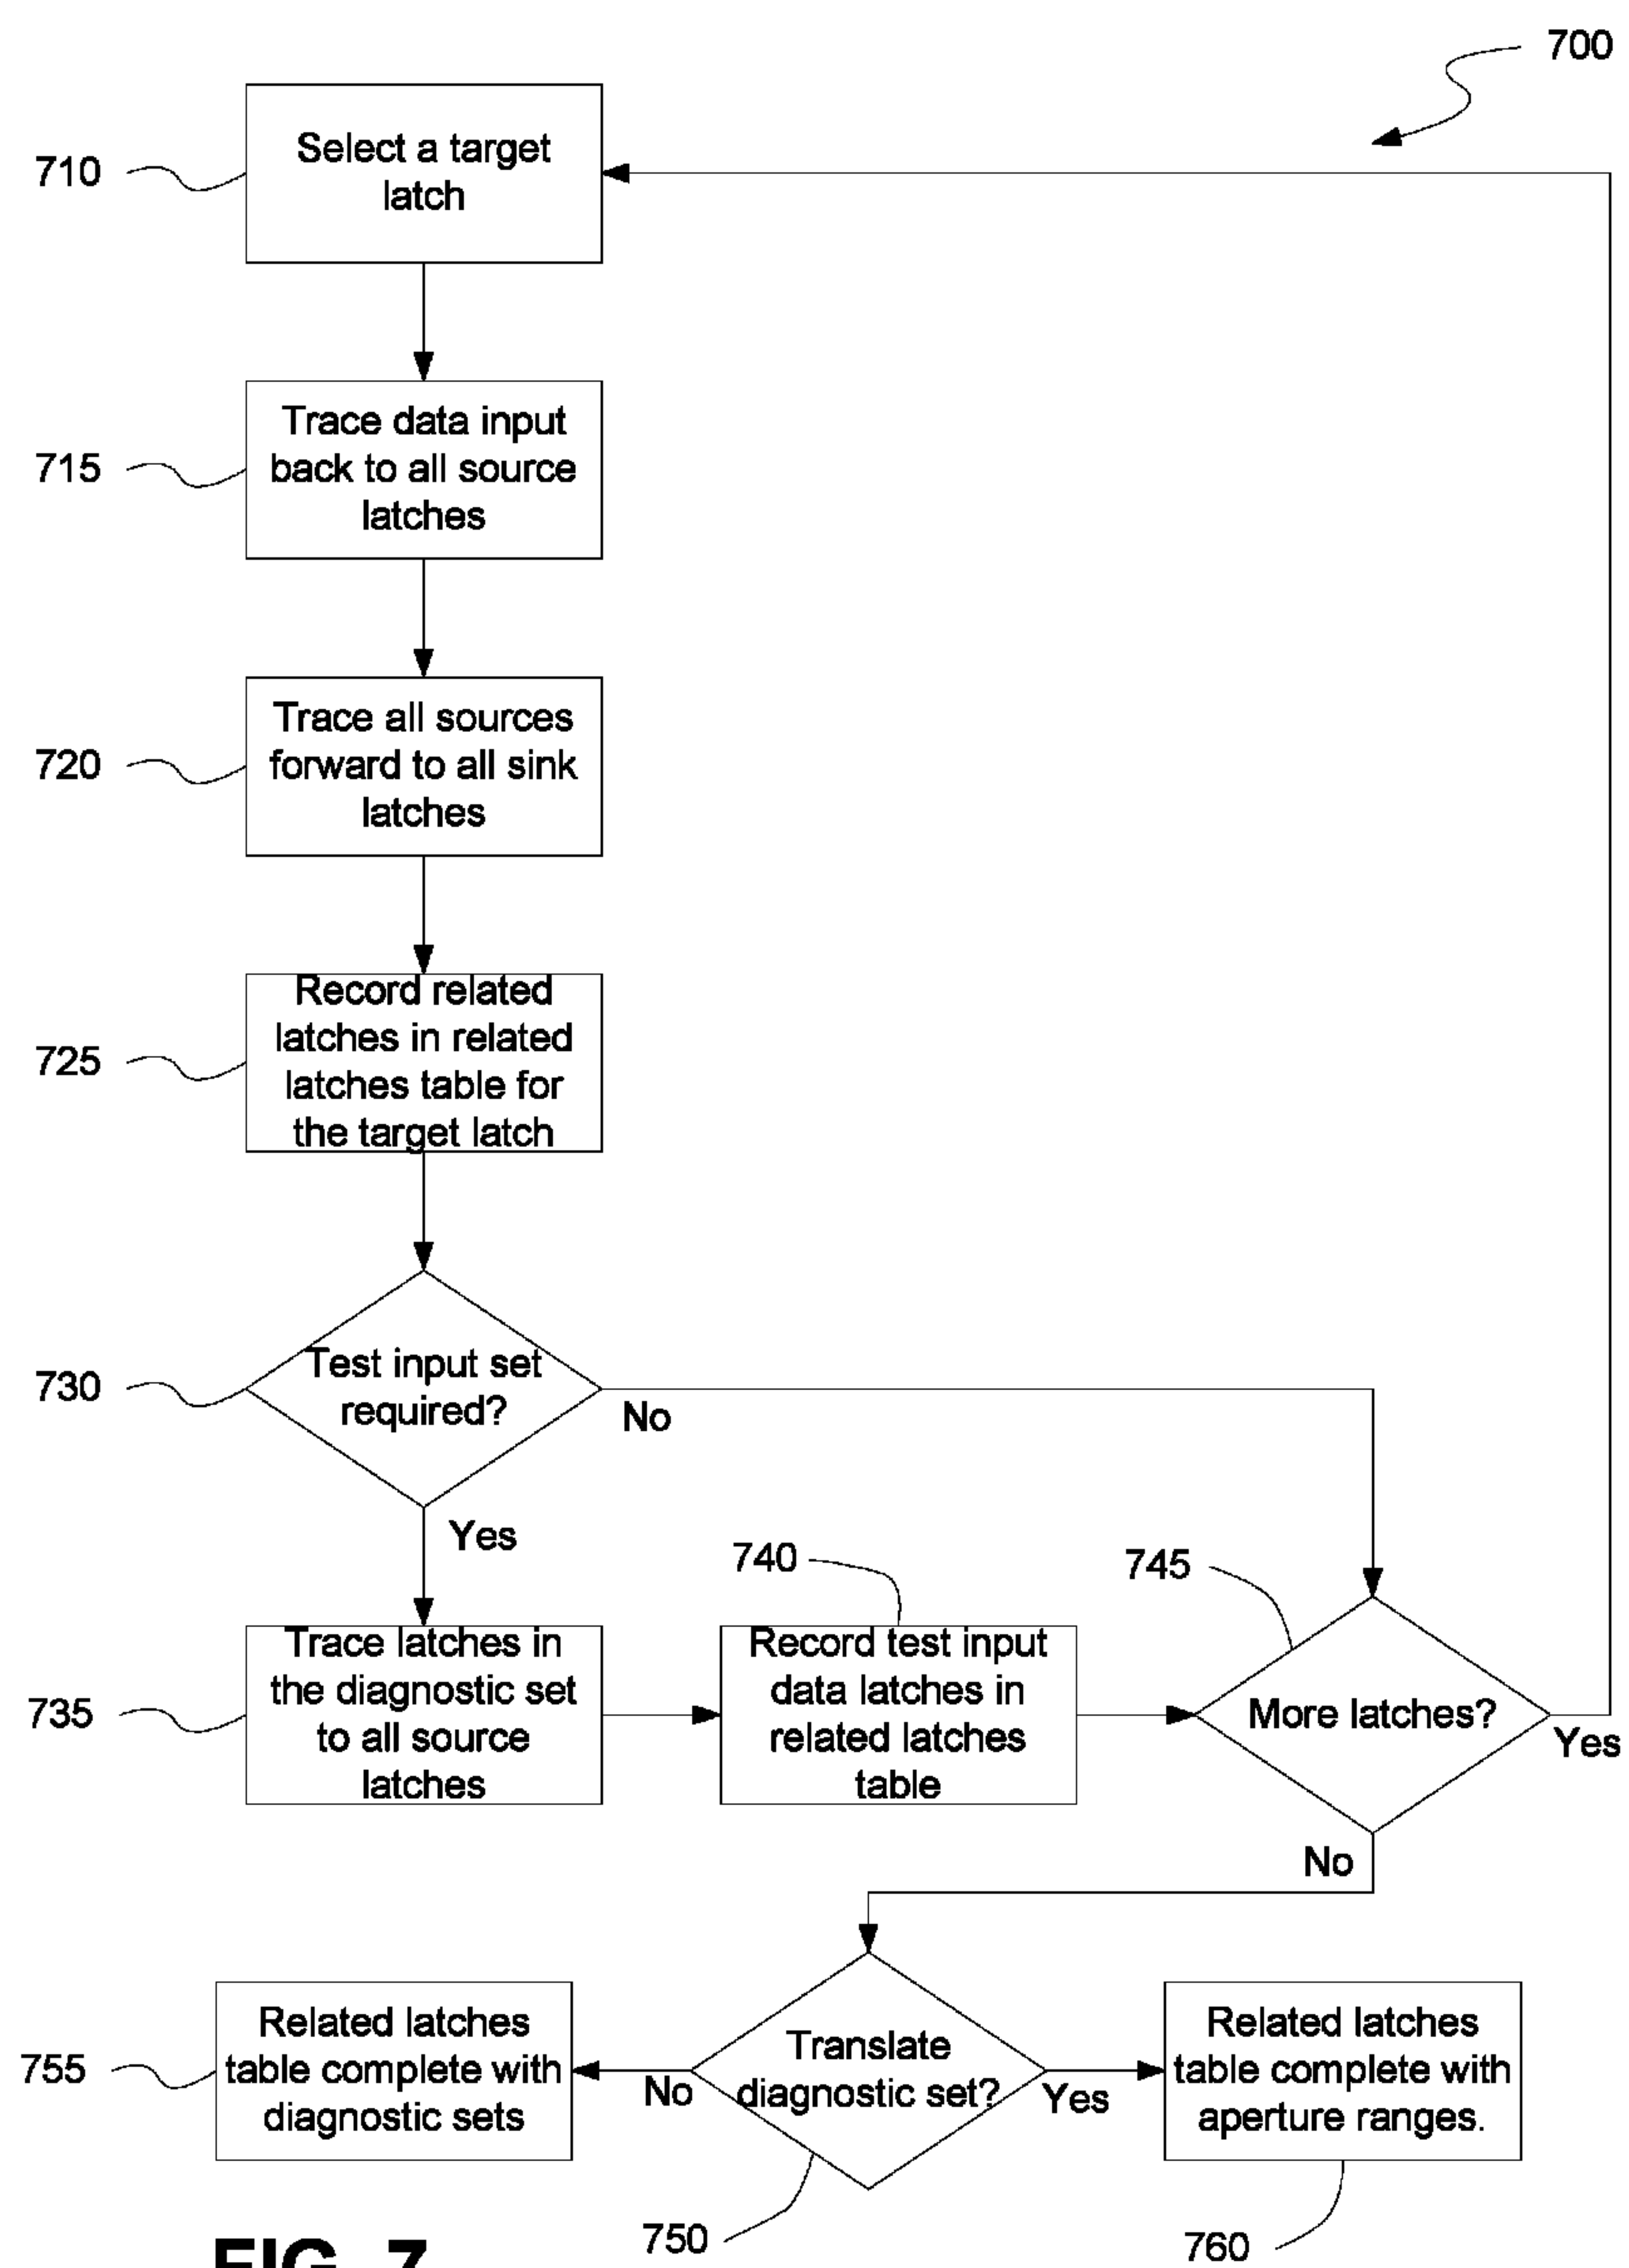 700
710
Select a target
latch
715
Trace data input
back to all source
latches
720
Trace all sources
forward to all sink
latches
725
Record related
latches in related
latches table for
the target latch
730
Test input set
required?
No
Yes
735
Trace latches in
the diagnostic set
to all source
latches
740
Record test input
data latches in
related latches
table
745
More latches?
Yes
No
755
Related latches
table complete with
diagnostic sets
Translate
diagnostic set?
No
Yes
750
Related latches
table complete with
aperture ranges.
760
FIG. 7